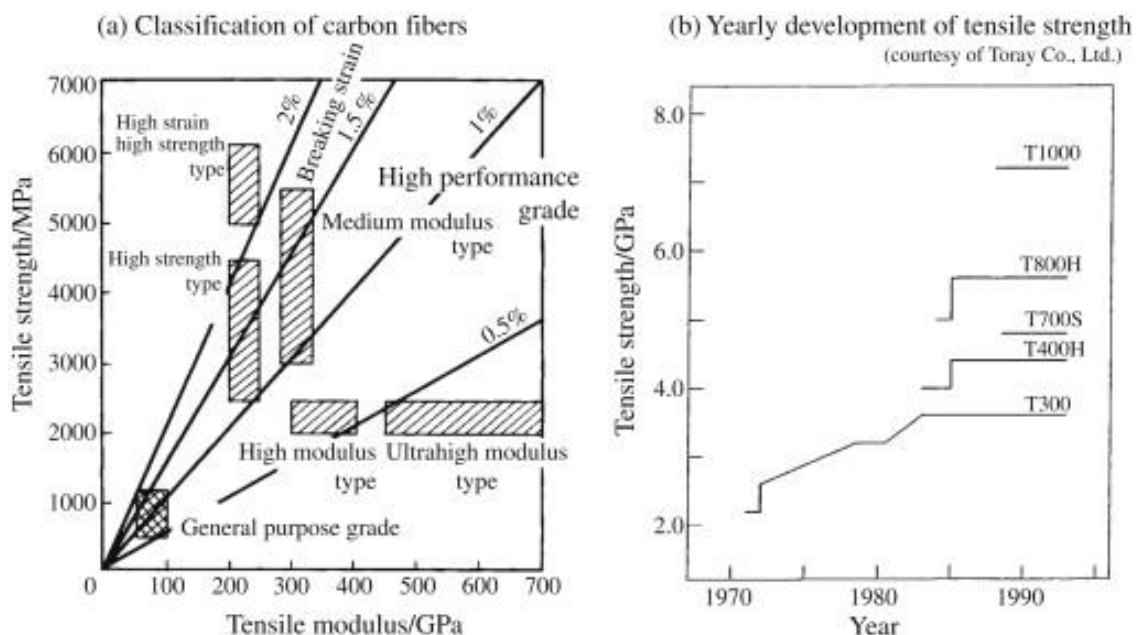 (a) Classification of carbon fibers
7000
6000
5000
4000
3000
2000
1000
0
Tensile strength/MPa
High strain
high strength
type
2%
Breaking strain
1.5%
1%
High performance
grade
Medium modulus
type
High strength
type
0.5%
High modulus
type
Ultrahigh modulus
type
General purpose grade
100 200 300 400 500 600 700
Tensile modulus/GPa
(b) Yearly development of tensile strength
(courtesy of Toray Co., Ltd.)
8.0
6.0
4.0
2.0
Tensile strength/GPa
T1000
T800H
T700S
T400H
T300
1970 1980 1990
Year